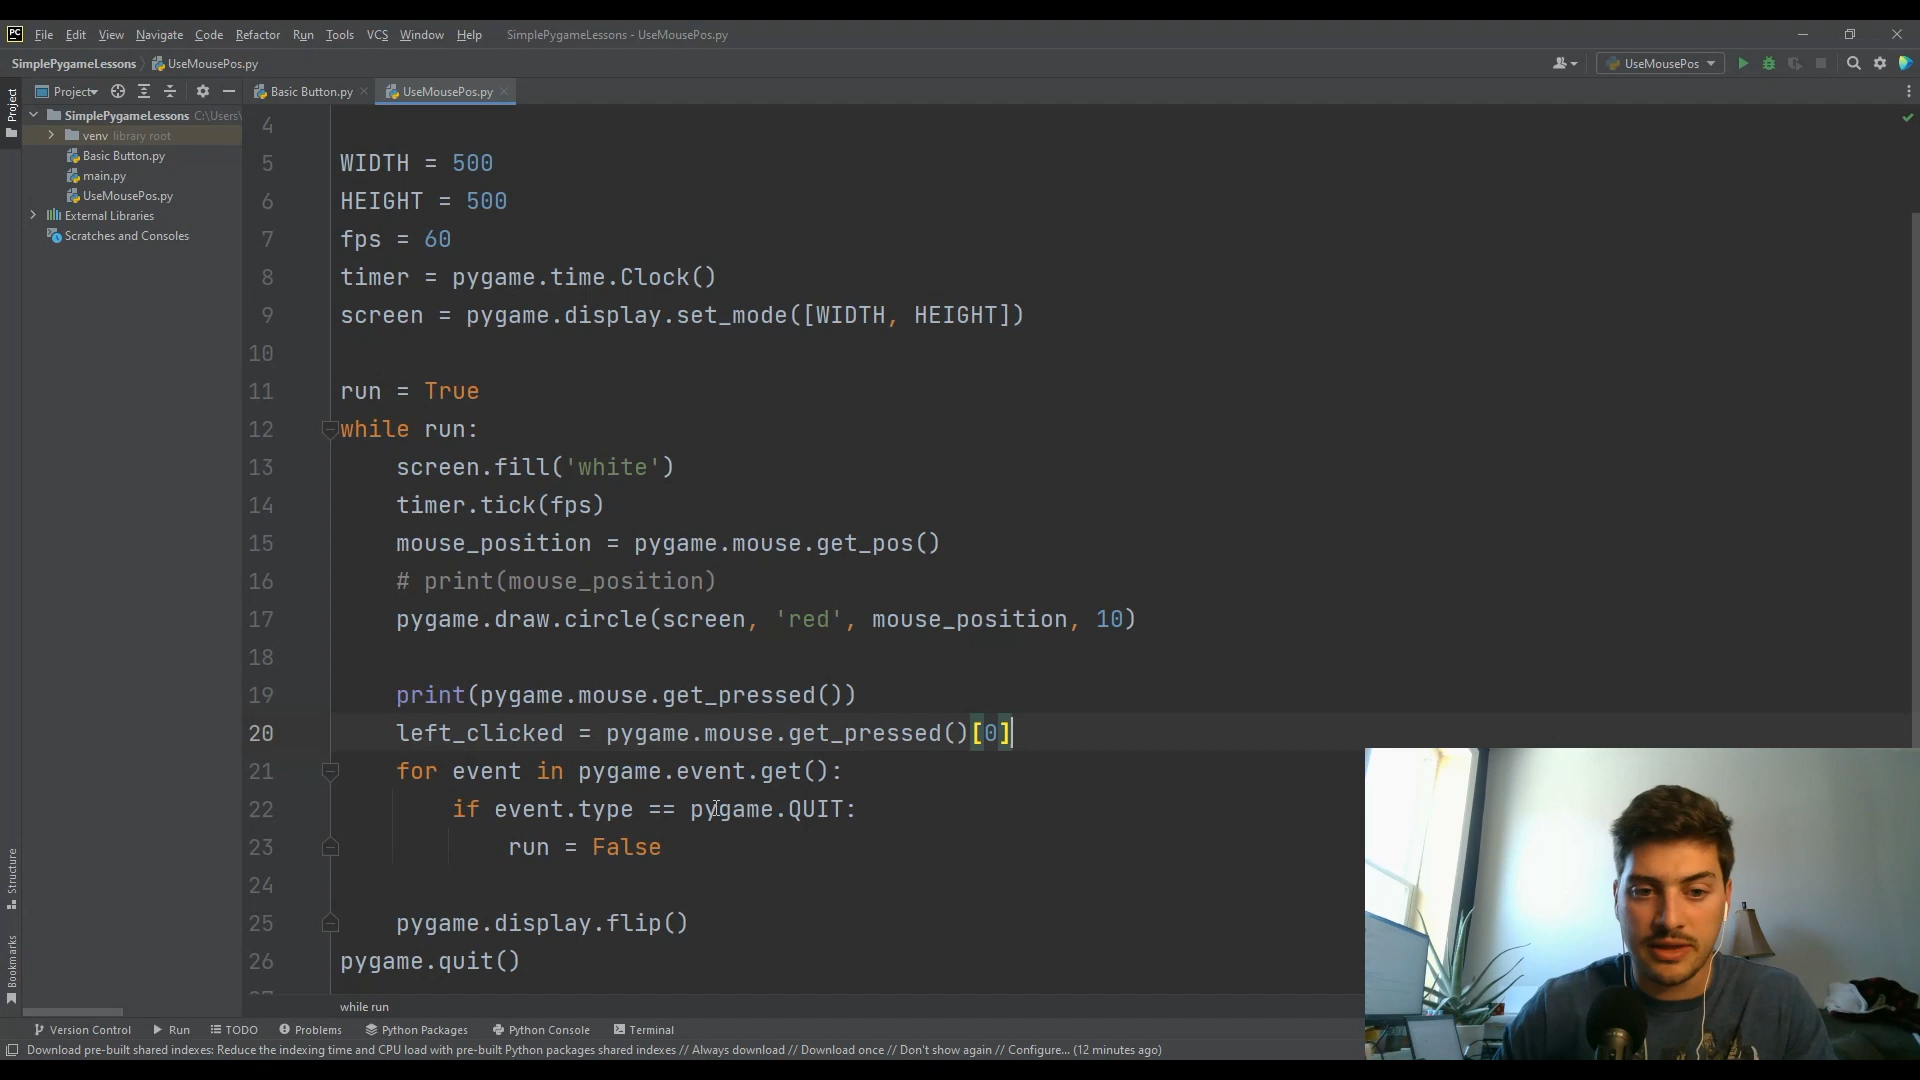 PC File Edit View Navigate Code Refactor Run Tools VCS Window Help SimplePygameLessons - UseMousePos.py
SimplePygameLessons UseMousePos.py UseMousePos
Project Project Basic Button.py UseMousePos.py
SimplePygameLessons C:\Users\
venv library root
Basic Button.py
main.py
UseMousePos.py
External Libraries
Scratches and Consoles
4
5 WIDTH = 500
6 HEIGHT = 500
7 fps = 60
8 timer = pygame.time.Clock()
9 screen = pygame.display.set_mode([WIDTH, HEIGHT])
10
11 run = True
12 while run:
13 screen.fill('white')
14 timer.tick(fps)
15 mouse_position = pygame.mouse.get_pos()
16 # print(mouse_position)
17 pygame.draw.circle(screen, 'red', mouse_position, 10)
18
19 print(pygame.mouse.get_pressed())
20 left_clicked = pygame.mouse.get_pressed()[0]
21 for event in pygame.event.get():
22 if event.type == pygame.QUIT:
23 run = False
24
25 pygame.display.flip()
26 pygame.quit()
while run
Structure
Bookmarks
Version Control Run TODO Problems Python Packages Python Console Terminal
Download pre-built shared indexes: Reduce the indexing time and CPU load with pre-built Python packages shared indexes // Always download // Download once // Don't show again // Configure... (12 minutes ago)